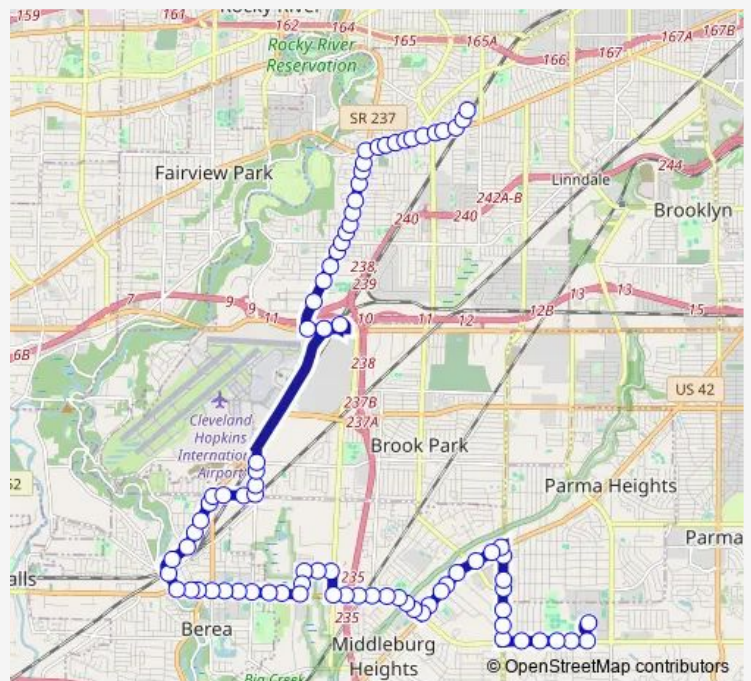 Rocky River
159
161
162
164
165
165A
166
167
167A
167B
Rocky River
Reservation
SR 237
Fairview Park
Linndale
244
242A-B
Brooklyn
240
240
238,
239
7
9
9
11
10
11
12
12B
13
13
15
6B
238
US 42
237B
237A
Cleveland
Hopkins
Internation
Airport
Brook Park
Parma Heights
Parma
alls
235
235
Berea
Middleburg
Heights
Big Creek
© OpenStreetMap contributors